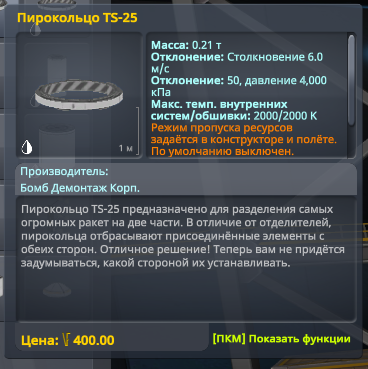 Пирокольцо TS-25
Масса: 0.21 т
Отклонение: Столкновение 6.0
м/с
Отклонение: 50, давление 4,000
кПа
Макс. темп. внутренних
систем/обшивки: 2000/2000 К
Режим пропуска ресурсов
задаётся в конструкторе и полёте.
По умолчанию выключен.
1 м
Производитель:
Бомб Демонтаж Корп.
Пирокольцо TS-25 предназначено для разделения самых
огромных ракет на две части. В отличие от отделителей,
пирокольца отбрасывают присоединённые элементы с
обеих сторон. Отличное решение! Теперь вам не придётся
задумываться, какой стороной их устанавливать.
Цена: 400.00
[ПКМ] Показать функции